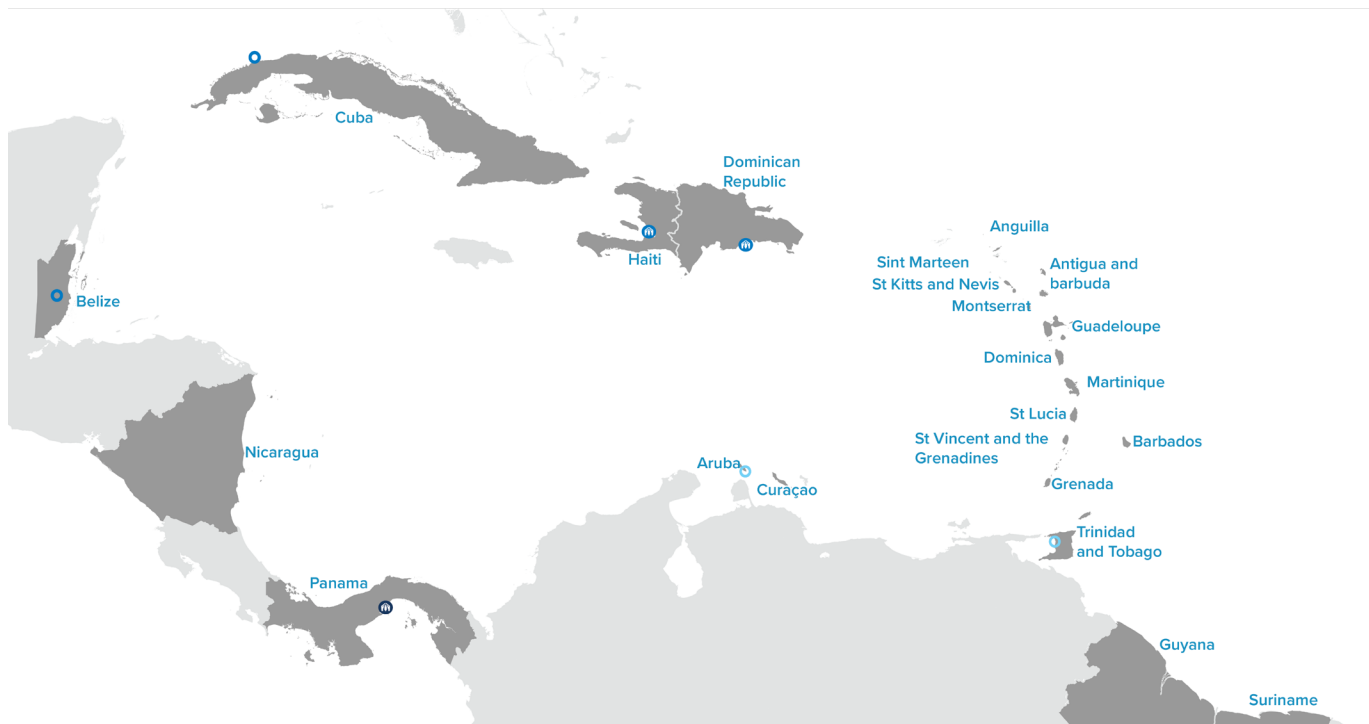 Cuba
Dominican
Republic
Haiti
Anguilla
Sint Marteen
Antigua and
barbuda
St Kitts and Nevis
Montserrat
Belize
Guadeloupe
Dominica
Martinique
St Lucia
St Vincent and the
Grenadines
Barbados
Nicaragua
Aruba
Curaçao
Grenada
Trinidad
and Tobago
Panama
Guyana
Suriname